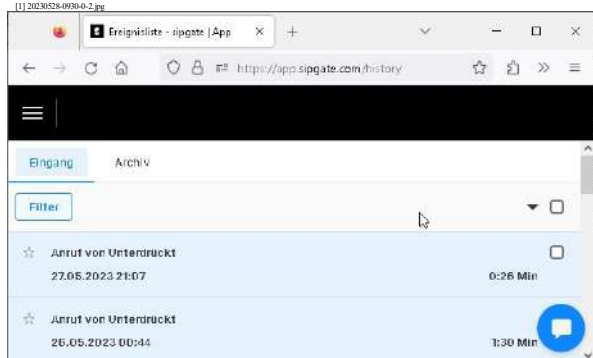 [1] 20230528-0930-0-2.jpg
Ereignisliste - sipgate | App
https://app.sipgate.com/history
Eingang Archiv
Filter
Anruf von Unterdrückt
27.05.2023 21:07 0:26 Min
Anruf von Unterdrückt
26.05.2023 00:44 1:30 Min